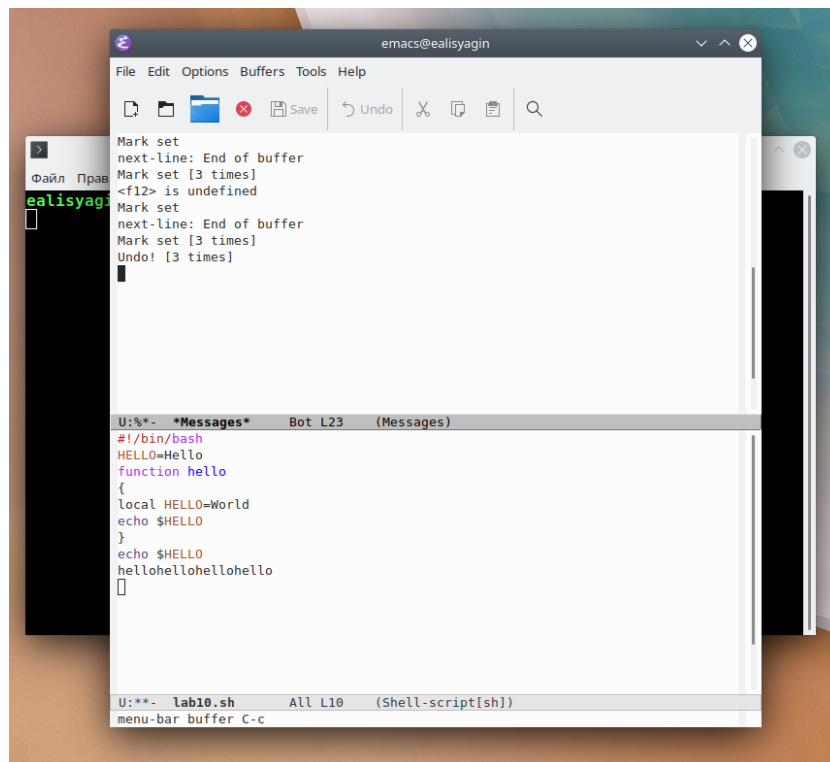 emacs@ealisyagin
File Edit Options Buffers Tools Help
Save Undo
Mark set
next-line: End of buffer
Mark set [3 times]
<f12> is undefined
Mark set
next-line: End of buffer
Mark set [3 times]
Undo! [3 times]
U:%*-  *Messages*     Bot L23    (Messages)
#!/bin/bash
HELLO=Hello
function hello
{
local HELLO=World
echo $HELLO
}
echo $HELLO
hellohellohellohello
U:**-  lab10.sh       All L10    (Shell-script[sh])
menu-bar buffer C-c
Файл Прав
ealisyagi